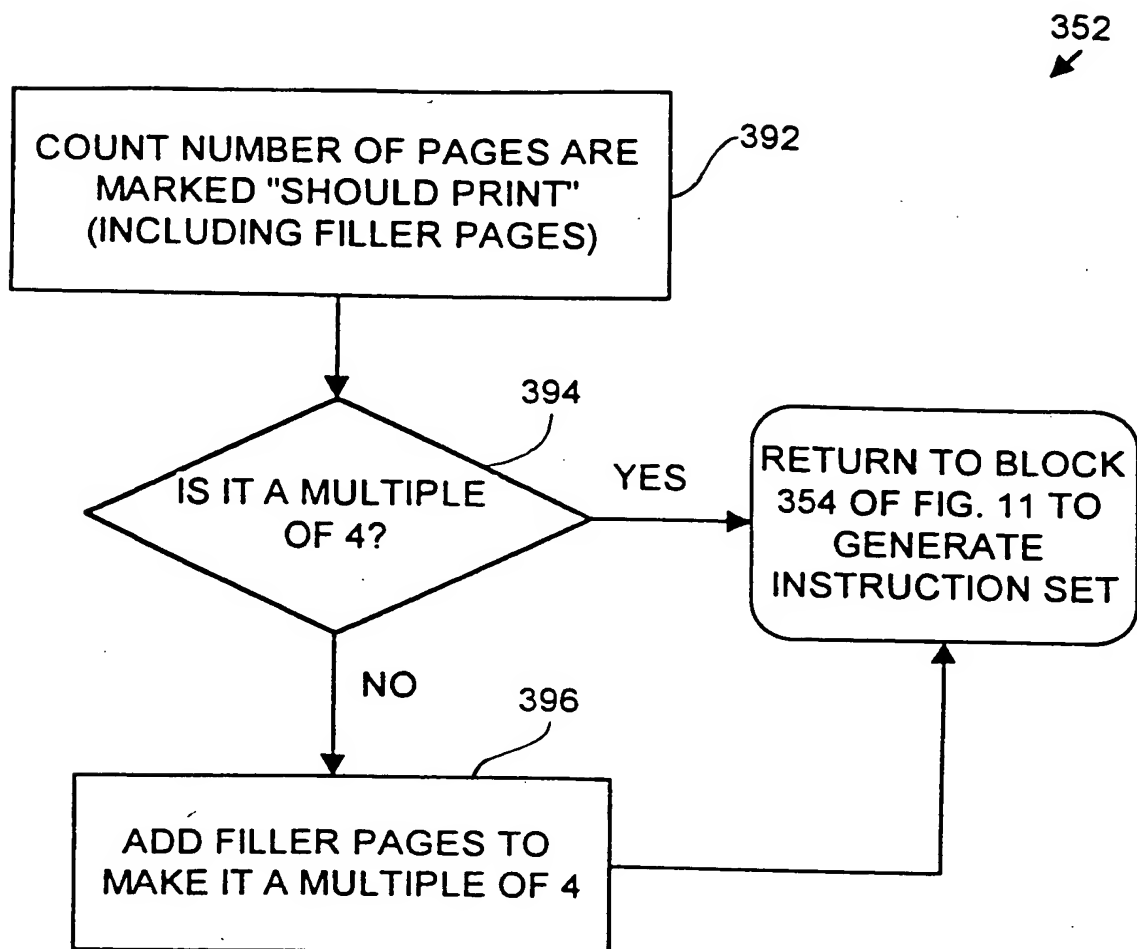 352
COUNT NUMBER OF PAGES ARE
MARKED "SHOULD PRINT"
(INCLUDING FILLER PAGES)
392
394
IS IT A MULTIPLE
OF 4?
YES
RETURN TO BLOCK
354 OF FIG. 11 TO
GENERATE
INSTRUCTION SET
NO
396
ADD FILLER PAGES TO
MAKE IT A MULTIPLE OF 4